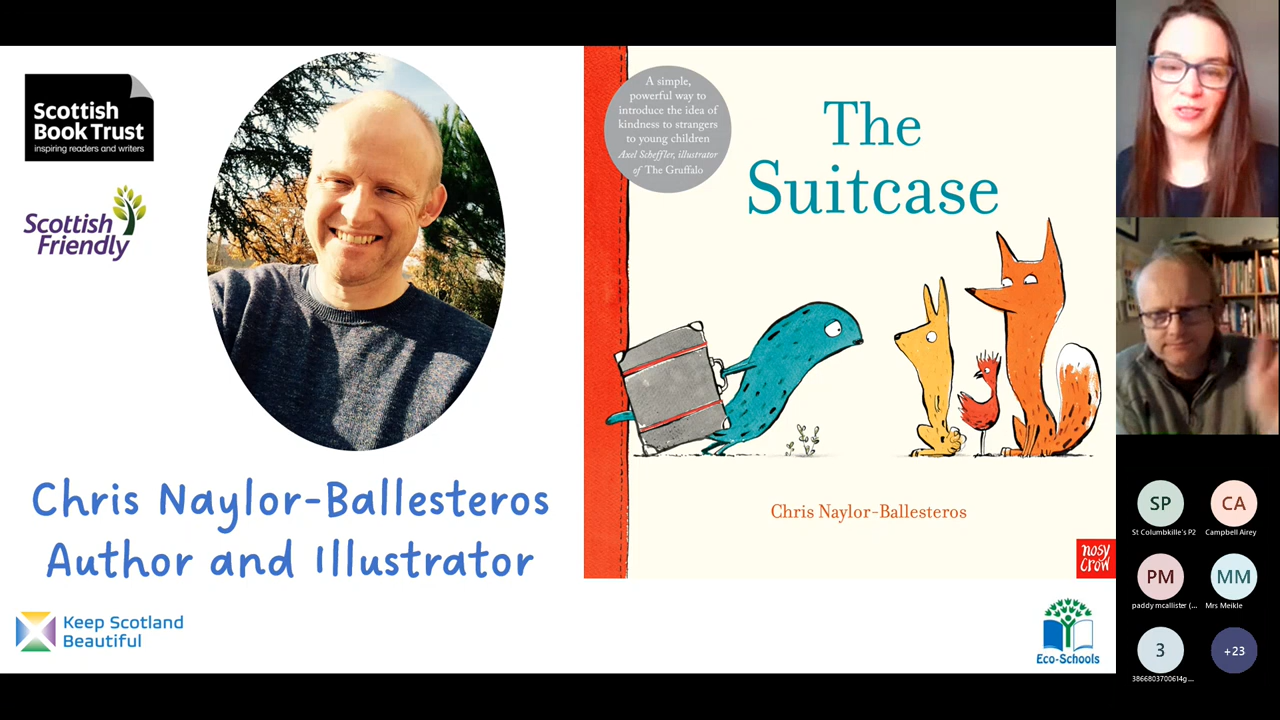 Scottish
Book Trust
inspiring readers and writers
Scottish
Friendly
Chris Naylor-Ballesteros
Author and Illustrator
Keep Scotland
Beautiful
A simple,
powerful way to
introduce the idea of
kindness to strangers
to young children
Axel Scheffler, illustrator
of The Gruffalo
The
Suitcase
Chris Naylor-Ballesteros
nosy
crow
Eco-Schools
SP
St Columbkille's P2
CA
Campbell Airey
PM
paddy mcallister (...
MM
Mrs Meikle
3
3866803700614g...
+23